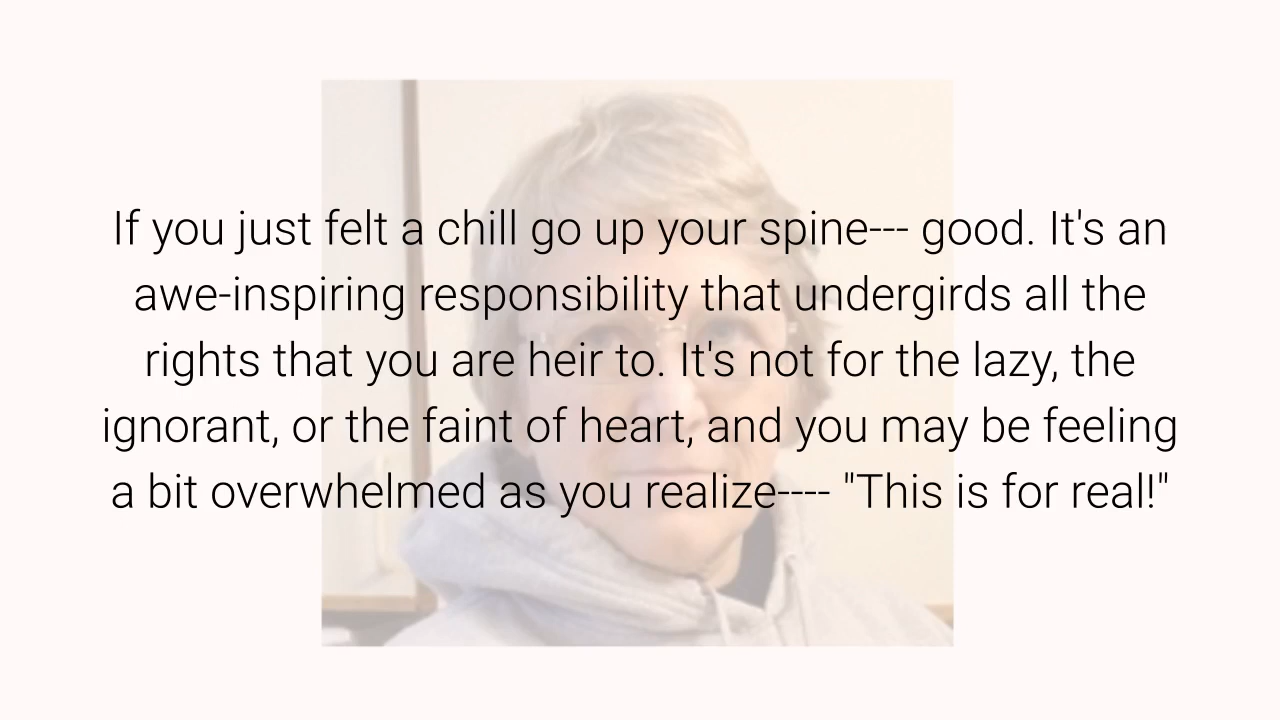 If you just felt a chill go up your spine--- good. It's an
awe-inspiring responsibility that undergirds all the
rights that you are heir to. It's not for the lazy, the
ignorant, or the faint of heart, and you may be feeling
a bit overwhelmed as you realize---- "This is for real!"